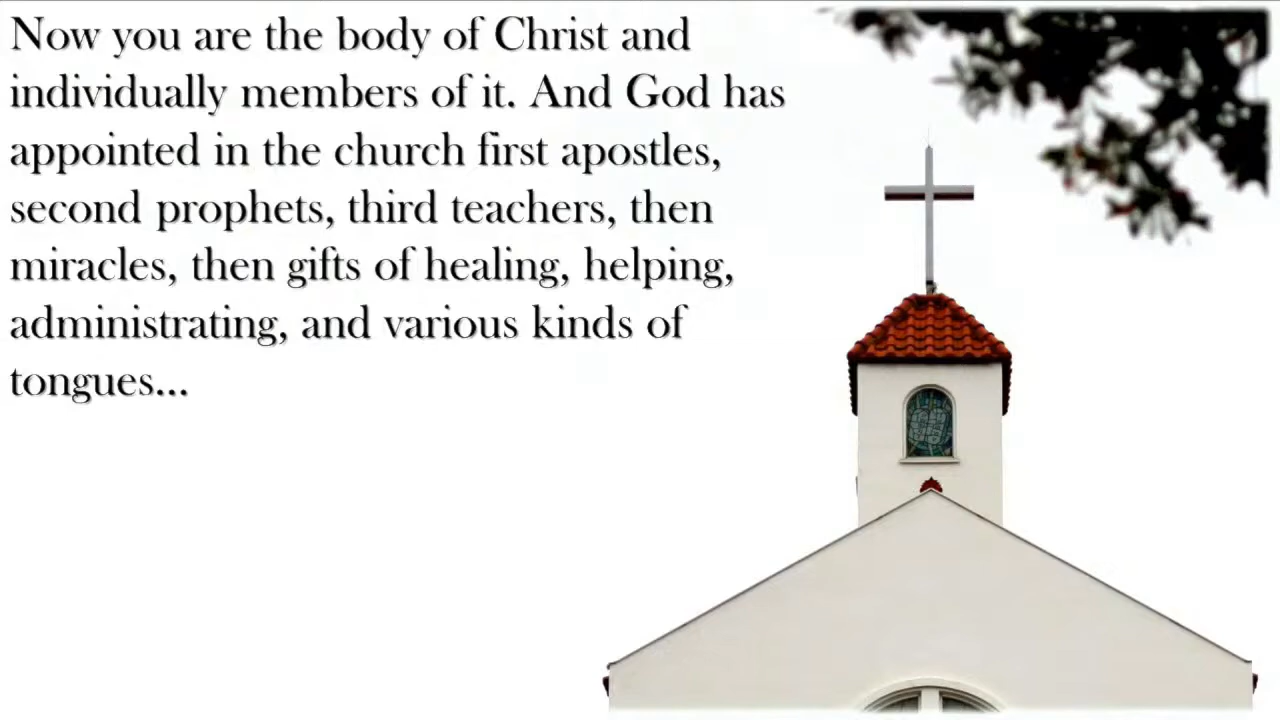 Now you are the body of Christ and
individually members of it. And God has
appointed in the church first apostles,
second prophets, third teachers, then
miracles, then gifts of healing, helping,
administrating, and various kinds of
tongues...